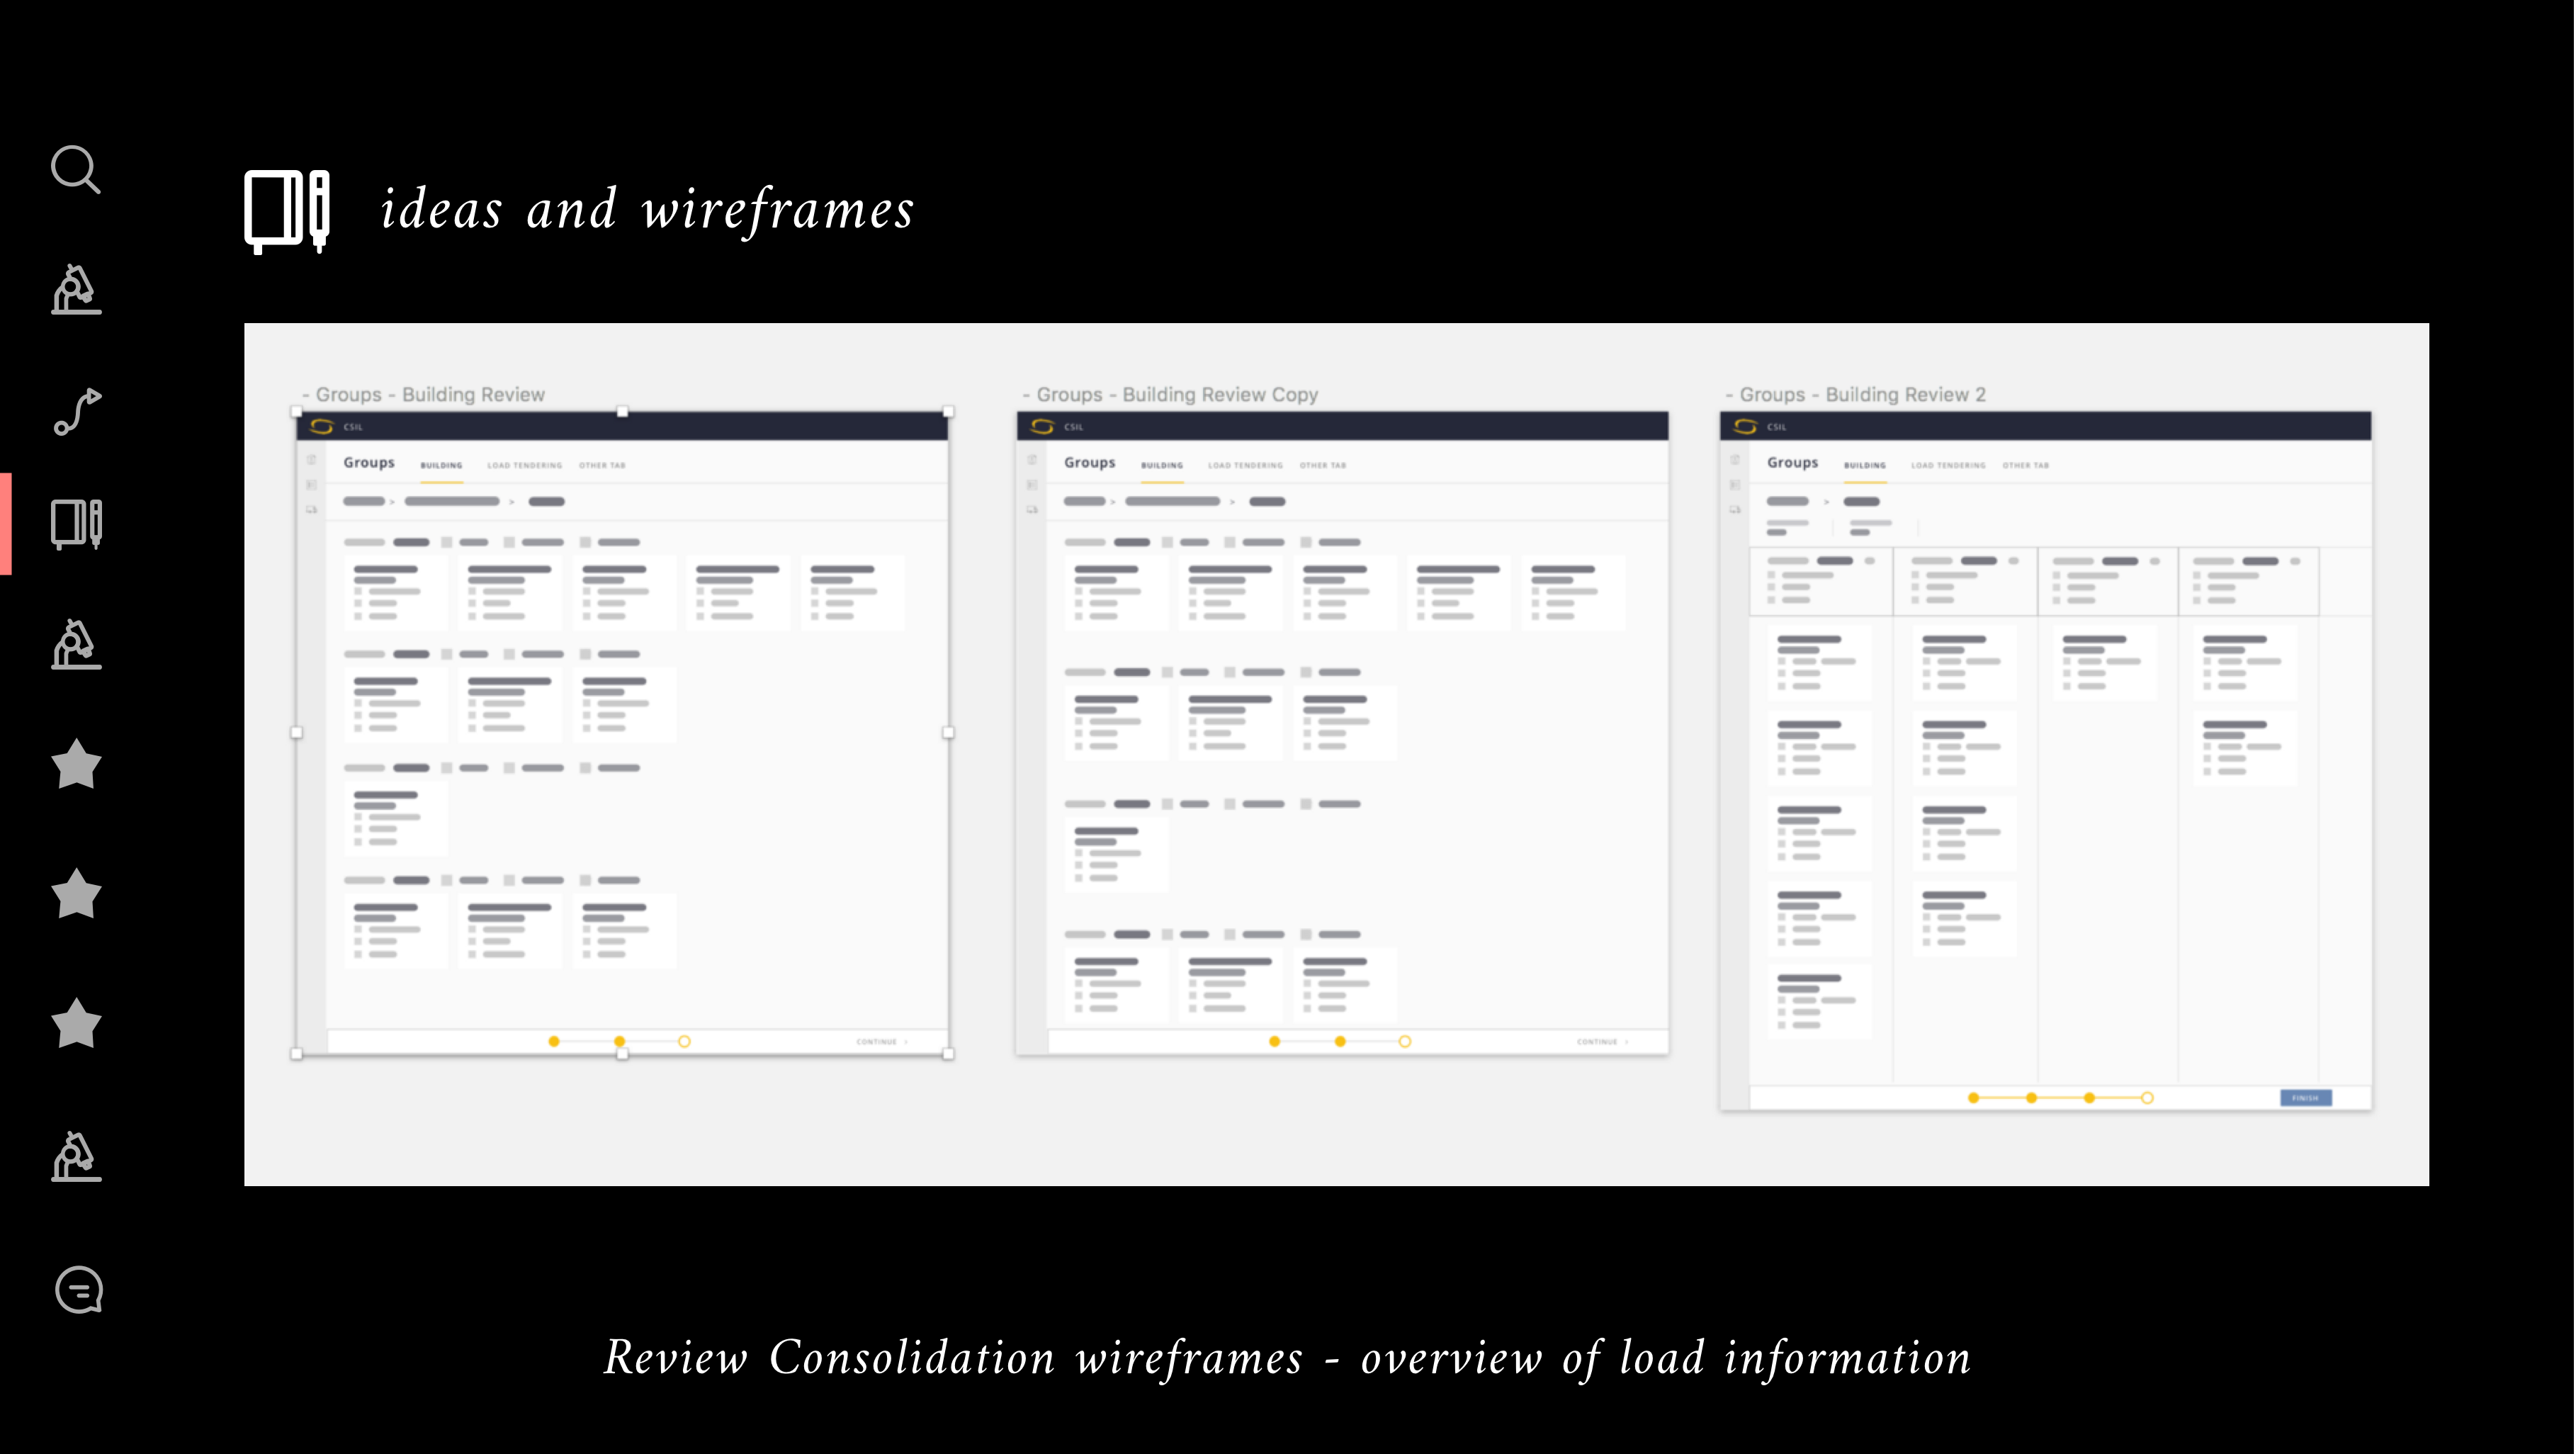 ideas and wireframes
- Groups - Building Review
- Groups - Building Review Copy
- Groups - Building Review 2
CSIL
CSIL
CSIL
Groups BUILDING LOAD TENDERING OTHER TAB
Groups BUILDING LOAD TENDERING OTHER TAB
Groups BUILDING LOAD TENDERING OTHER TAB
>
>
>
>
>
CONTINUE >
CONTINUE >
FINISH
Review Consolidation wireframes - overview of load information